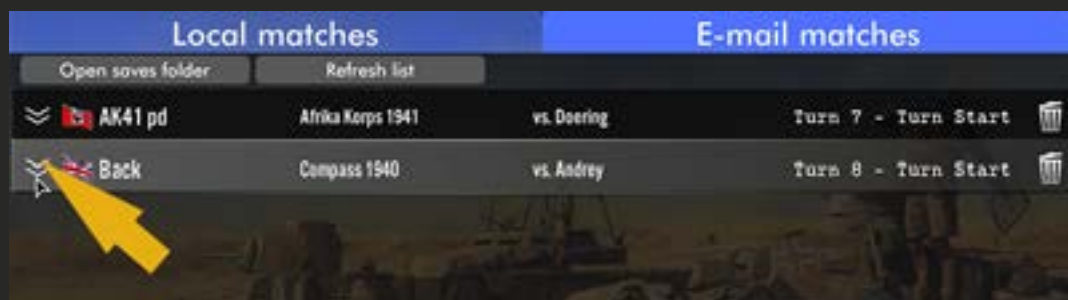 Local matches E-mail matches
Open saves folder Refresh list
AK41 pd Afrika Korps 1941 vs. Doering Turn 7 - Turn Start
Back Compass 1940 vs. Andrey Turn 8 - Turn Start